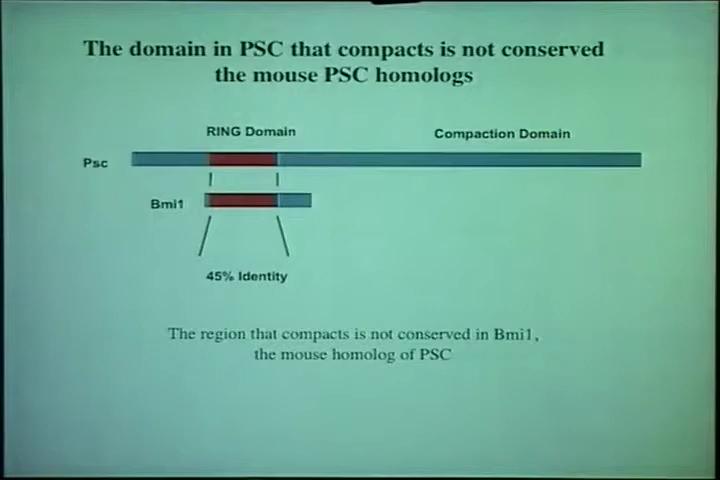 The domain in PSC that compacts is not conserved
the mouse PSC homologs
RING Domain
Compaction Domain
Psc
Bmi1
45% Identity
The region that compacts is not conserved in Bmi1,
the mouse homolog of PSC